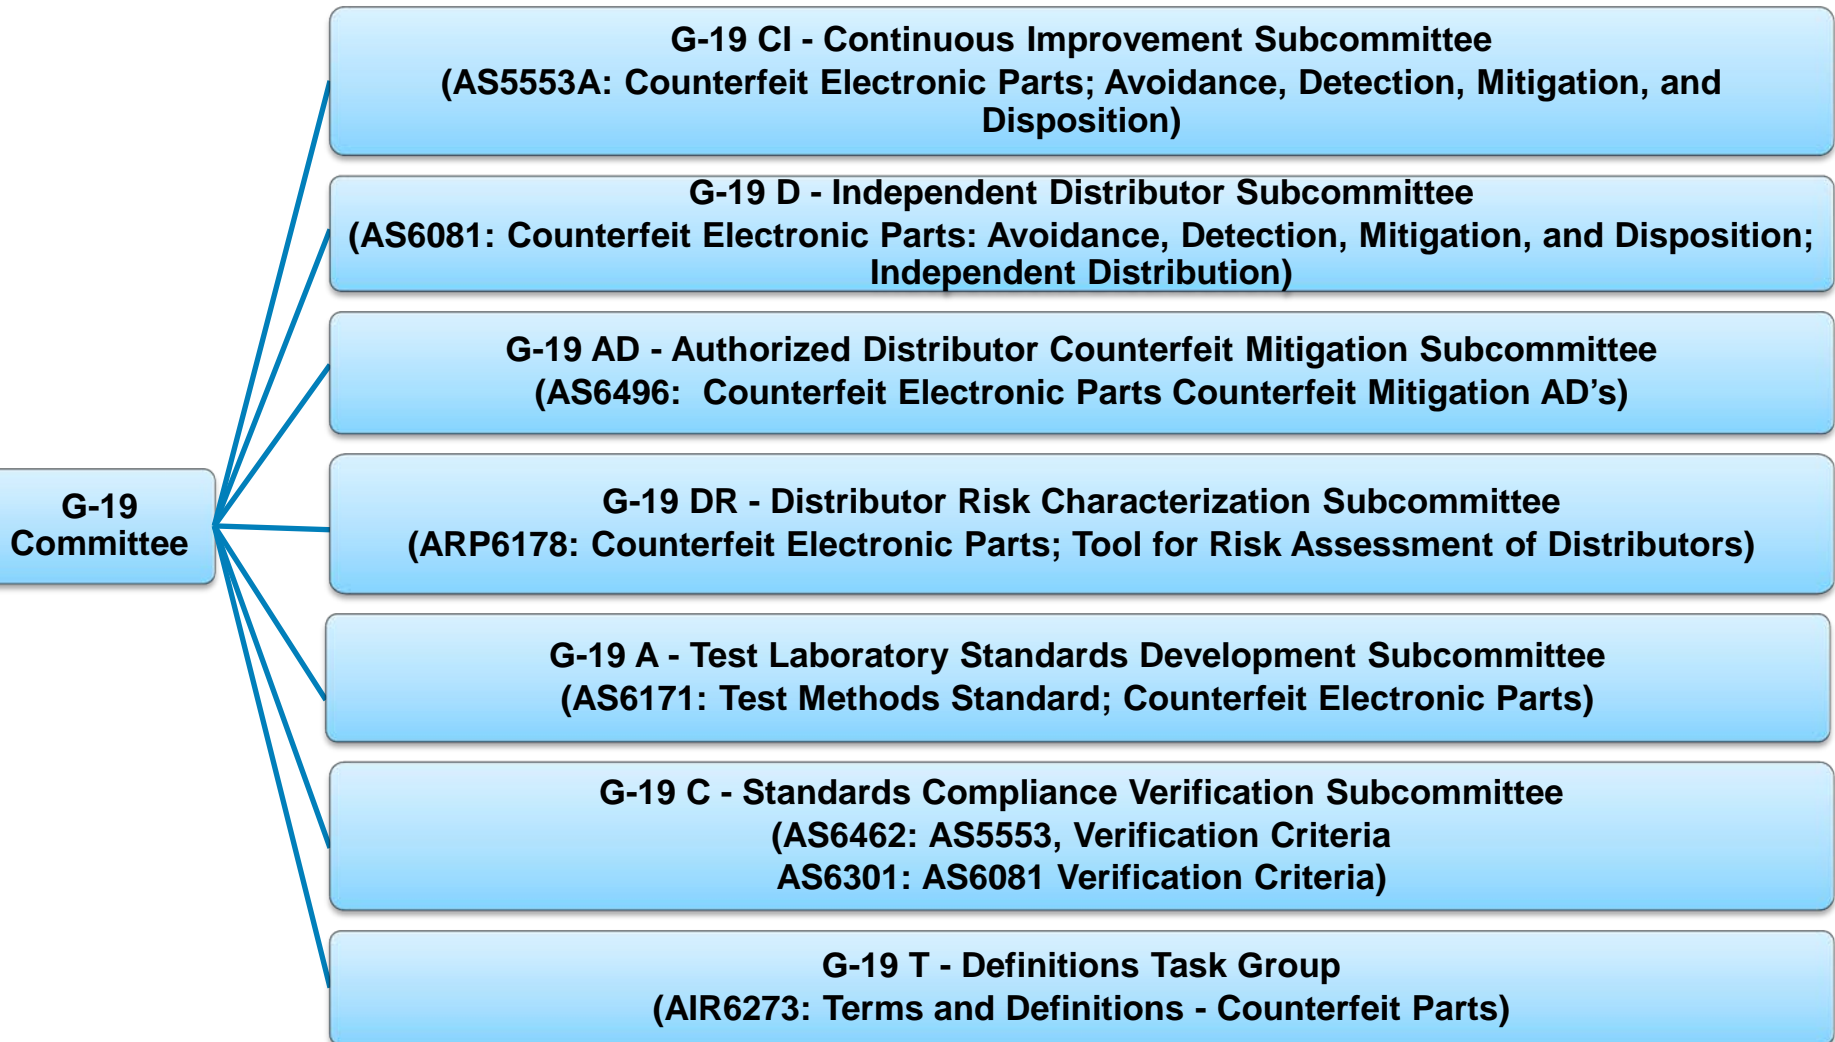 G-19 CI - Continuous Improvement Subcommittee
(AS5553A: Counterfeit Electronic Parts; Avoidance, Detection, Mitigation, and
Disposition)
G-19 D - Independent Distributor Subcommittee
(AS6081: Counterfeit Electronic Parts: Avoidance, Detection, Mitigation, and Disposition;
Independent Distribution)
G-19 AD - Authorized Distributor Counterfeit Mitigation Subcommittee
(AS6496:  Counterfeit Electronic Parts Counterfeit Mitigation AD’s)
G-19
Committee
G-19 DR - Distributor Risk Characterization Subcommittee
(ARP6178: Counterfeit Electronic Parts; Tool for Risk Assessment of Distributors)
G-19 A - Test Laboratory Standards Development Subcommittee
(AS6171: Test Methods Standard; Counterfeit Electronic Parts)
G-19 C - Standards Compliance Verification Subcommittee
(AS6462: AS5553, Verification Criteria
AS6301: AS6081 Verification Criteria)
G-19 T - Definitions Task Group
(AIR6273: Terms and Definitions - Counterfeit Parts)